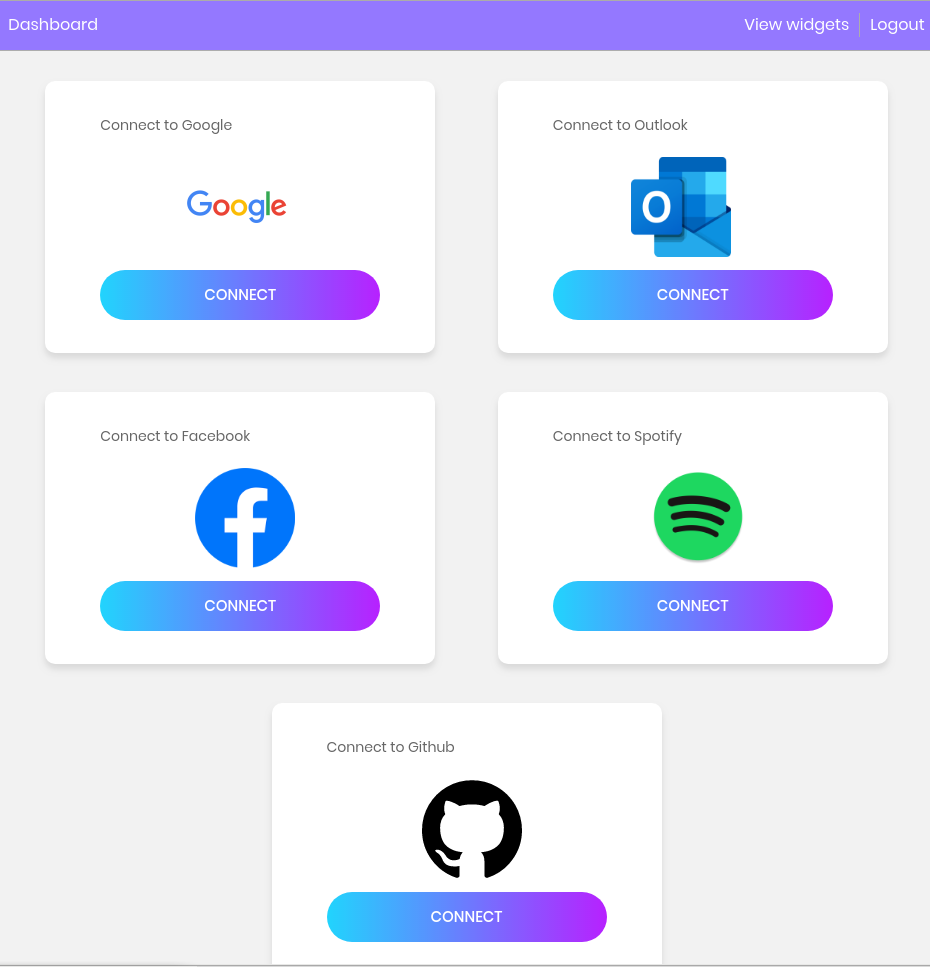 Dashboard
View widgets
Logout
Connect to Google
Google
CONNECT
Connect to Outlook
O
CONNECT
Connect to Facebook
CONNECT
Connect to Spotify
CONNECT
Connect to Github
CONNECT